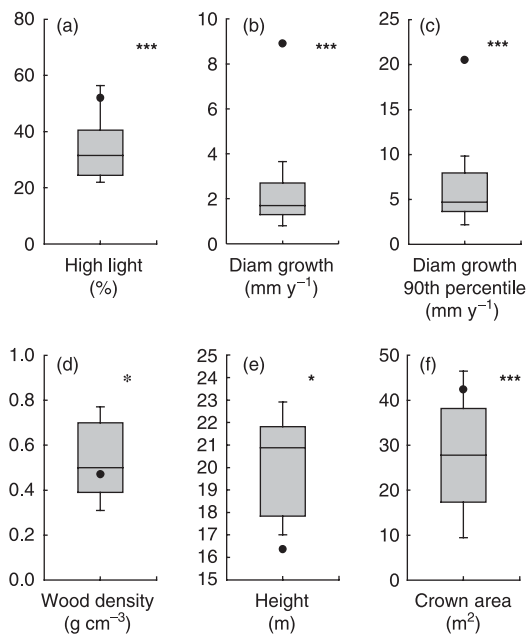 (a)
***
80
60
40
20
0
High light
(%)
(b)
***
10
8
6
4
2
0
Diam growth
(mm y⁻¹)
(c)
***
25
20
15
10
5
0
Diam growth
90th percentile
(mm y⁻¹)
(d)
*
1.0
0.8
0.6
0.4
0.2
0.0
Wood density
(g cm⁻³)
(e)
*
25
24
23
22
21
20
19
18
17
16
15
Height
(m)
(f)
***
50
40
30
20
10
0
Crown area
(m²)